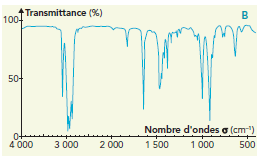 Transmittance (%)
B
100
50
0
Nombre d'ondes σ (cm⁻¹)
4 000 3 000 2 000 1 500 1 000 500